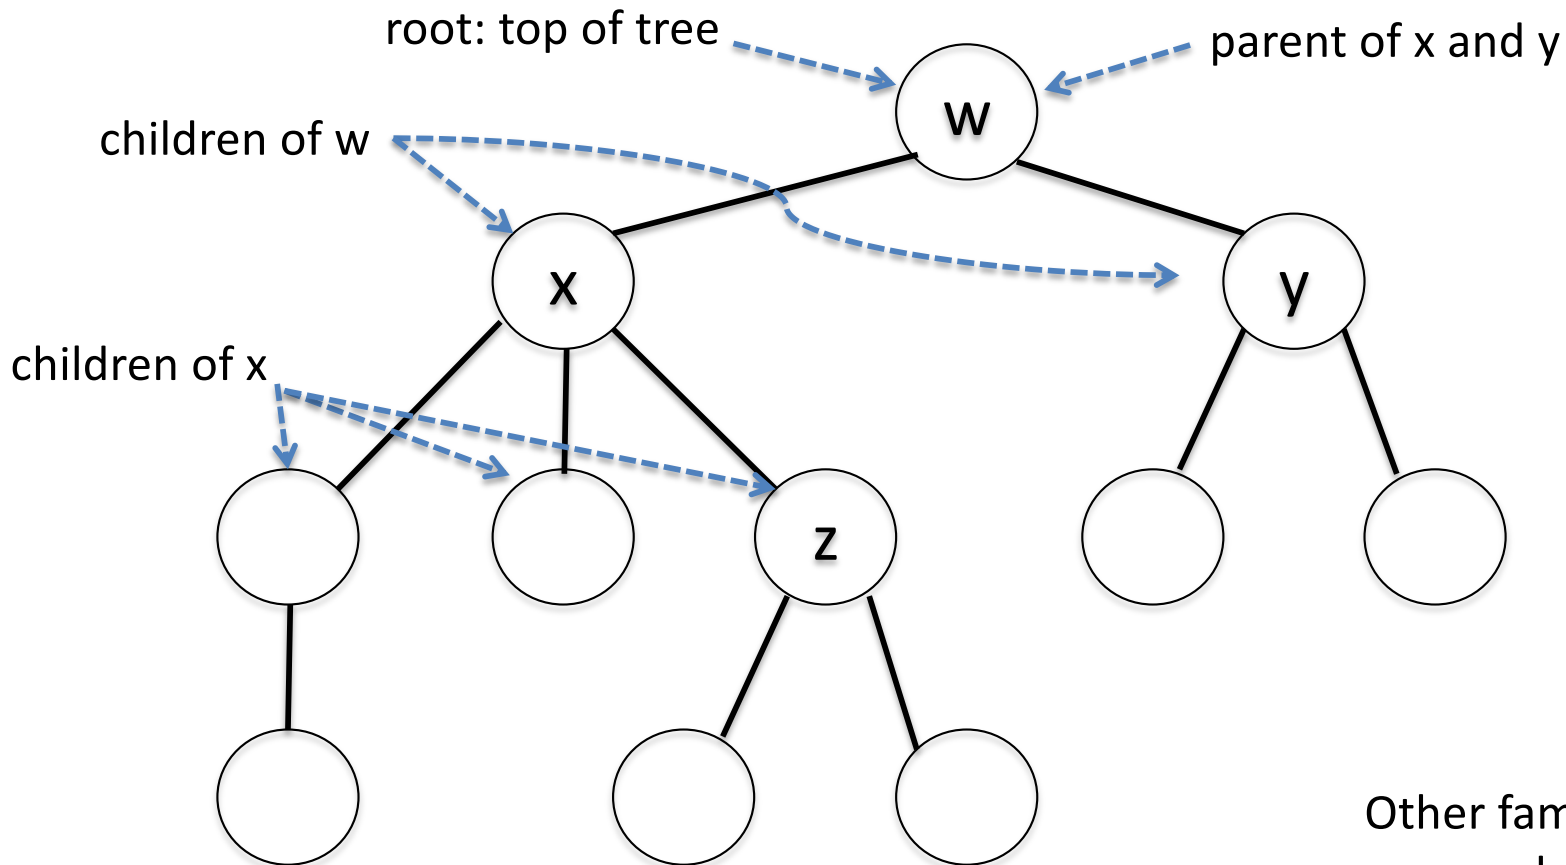 root: top of tree
parent of x and y
w
children of w
x
y
children of x
z
Other fam